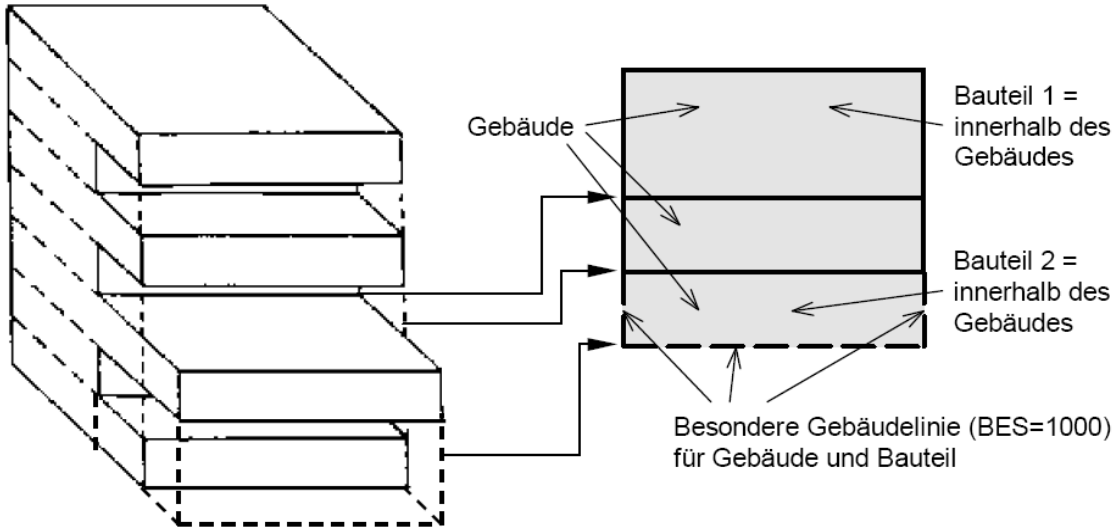 Gebäude
Bauteil 1 =
innerhalb des
Gebäudes
Bauteil 2 =
innerhalb des
Gebäudes
Besondere Gebäudelinie (BES=1000)
für Gebäude und Bauteil